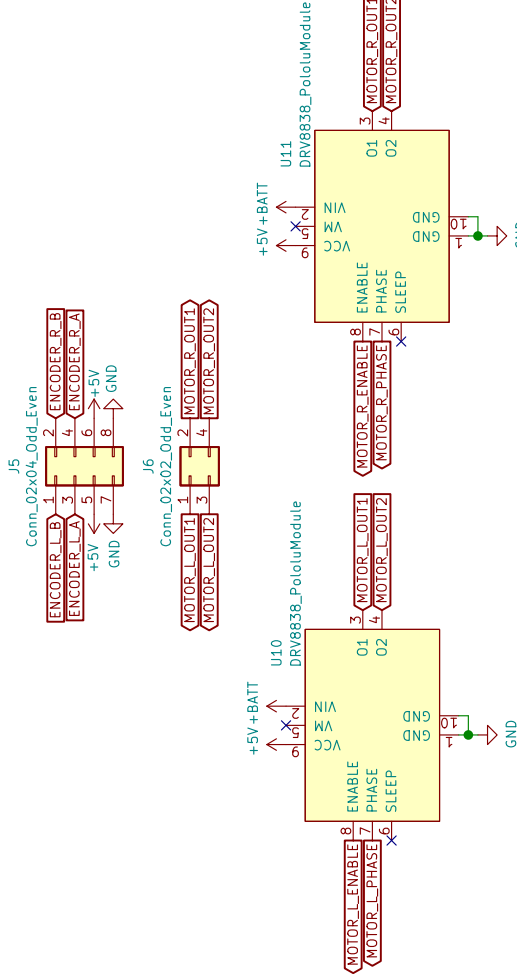 J5
Conn_02x04_Odd_Even
ENCODER_L_B
1
2
ENCODER_R_B
ENCODER_L_A
3
4
ENCODER_R_A
+5V
5
6
+5V
GND
7
8
GND
J6
Conn_02x02_Odd_Even
MOTOR_L_OUT1
1
2
MOTOR_R_OUT1
MOTOR_L_OUT2
3
4
MOTOR_R_OUT2
U10
DRV8838_PololuModule
+5V
+BATT
9
5
2
VCC
VM
VIN
MOTOR_L_ENABLE
8
ENABLE
O1
3
MOTOR_L_OUT1
MOTOR_L_PHASE
7
PHASE
O2
4
MOTOR_L_OUT2
6
SLEEP
GND
GND
1
10
GND
U11
DRV8838_PololuModule
+5V
+BATT
9
5
2
VCC
VM
VIN
MOTOR_R_ENABLE
8
ENABLE
O1
3
MOTOR_R_OUT1
MOTOR_R_PHASE
7
PHASE
O2
4
MOTOR_R_OUT2
6
SLEEP
GND
GND
1
10